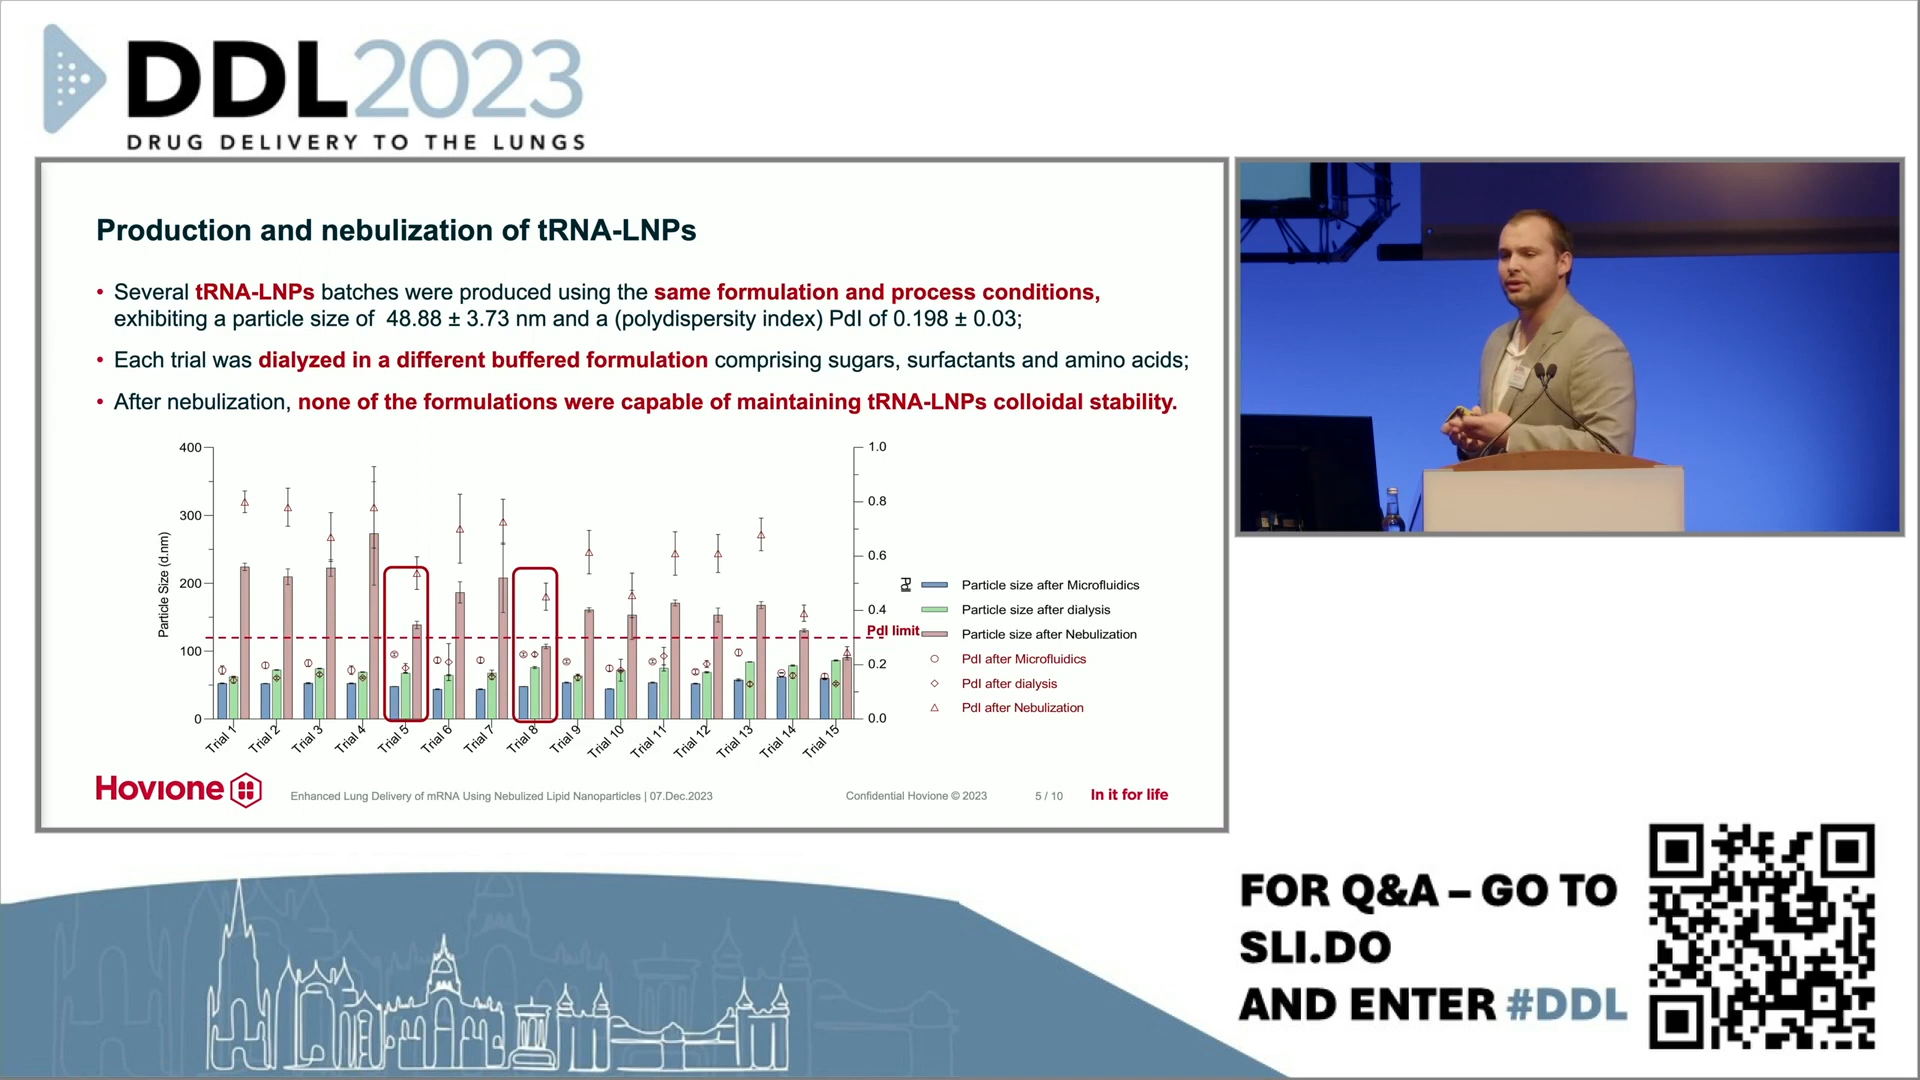 DDL2023
DRUG DELIVERY TO THE LUNGS
Production and nebulization of tRNA-LNPs
• Several tRNA-LNPs batches were produced using the same formulation and process conditions,
exhibiting a particle size of 48.88 ± 3.73 nm and a (polydispersity index) PdI of 0.198 ± 0.03;
• Each trial was dialyzed in a different buffered formulation comprising sugars, surfactants and amino acids;
• After nebulization, none of the formulations were capable of maintaining tRNA-LNPs colloidal stability.
Particle Size (d.nm)
400
300
200
100
0
1.0
0.8
0.6
0.4
0.2
0.0
PdI
PdI limit
Trial 1
Trial 2
Trial 3
Trial 4
Trial 5
Trial 6
Trial 7
Trial 8
Trial 9
Trial 10
Trial 11
Trial 12
Trial 13
Trial 14
Trial 15
Particle size after Microfluidics
Particle size after dialysis
Particle size after Nebulization
PdI after Microfluidics
PdI after dialysis
PdI after Nebulization
Hovione
Enhanced Lung Delivery of mRNA Using Nebulized Lipid Nanoparticles | 07.Dec.2023
Confidential Hovione © 2023
5 / 10
In it for life
FOR Q&A – GO TO
SLI.DO
AND ENTER #DDL